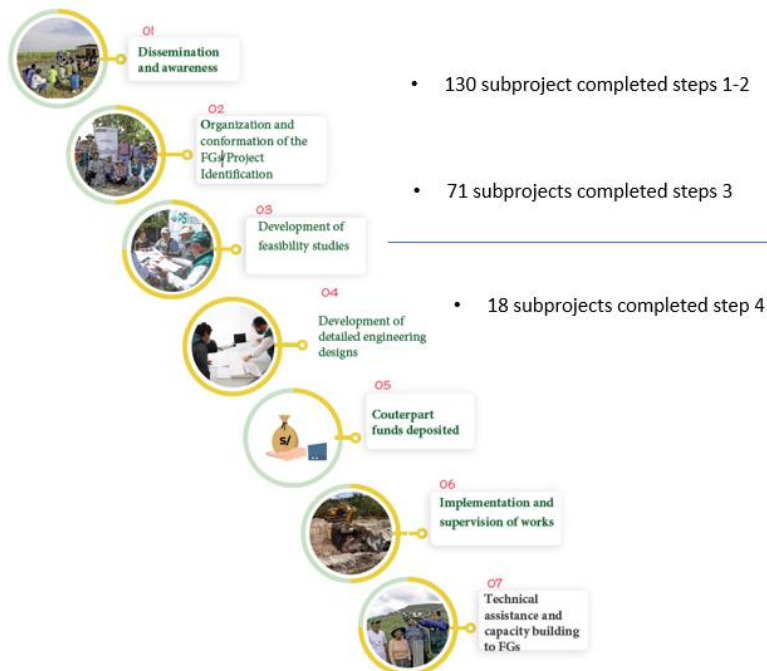 01
Dissemination
and awareness
• 130 subproject completed steps 1-2
02
Organization and
conformation of the
FGs/Project
Identification
• 71 subprojects completed steps 3
03
Development of
feasibility studies
04
Development of
detailed engineering
designs
• 18 subprojects completed step 4
05
Couterpart
funds deposited
S/
06
Implementation and
supervision of works
07
Technical
assistance and
capacity building
to FGs